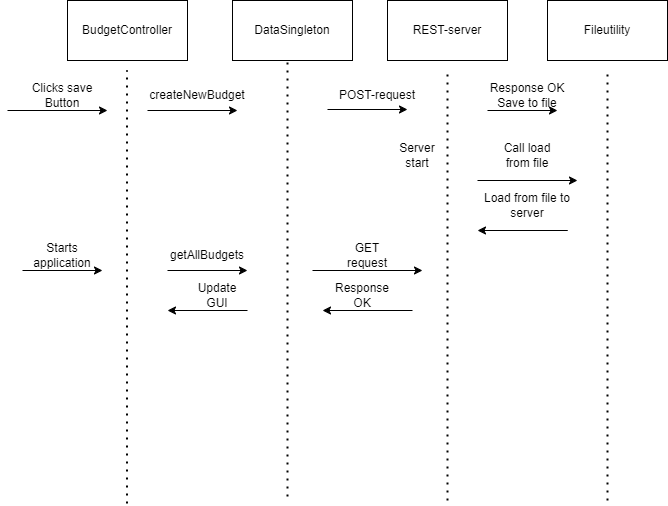 BudgetController
DataSingleton
REST-server
Fileutility
Clicks save
Button
createNewBudget
POST-request
Response OK
Save to file
Server
start
Call load
from file
Load from file to
server
Starts
application
getAllBudgets
GET
request
Update
GUI
Response
OK